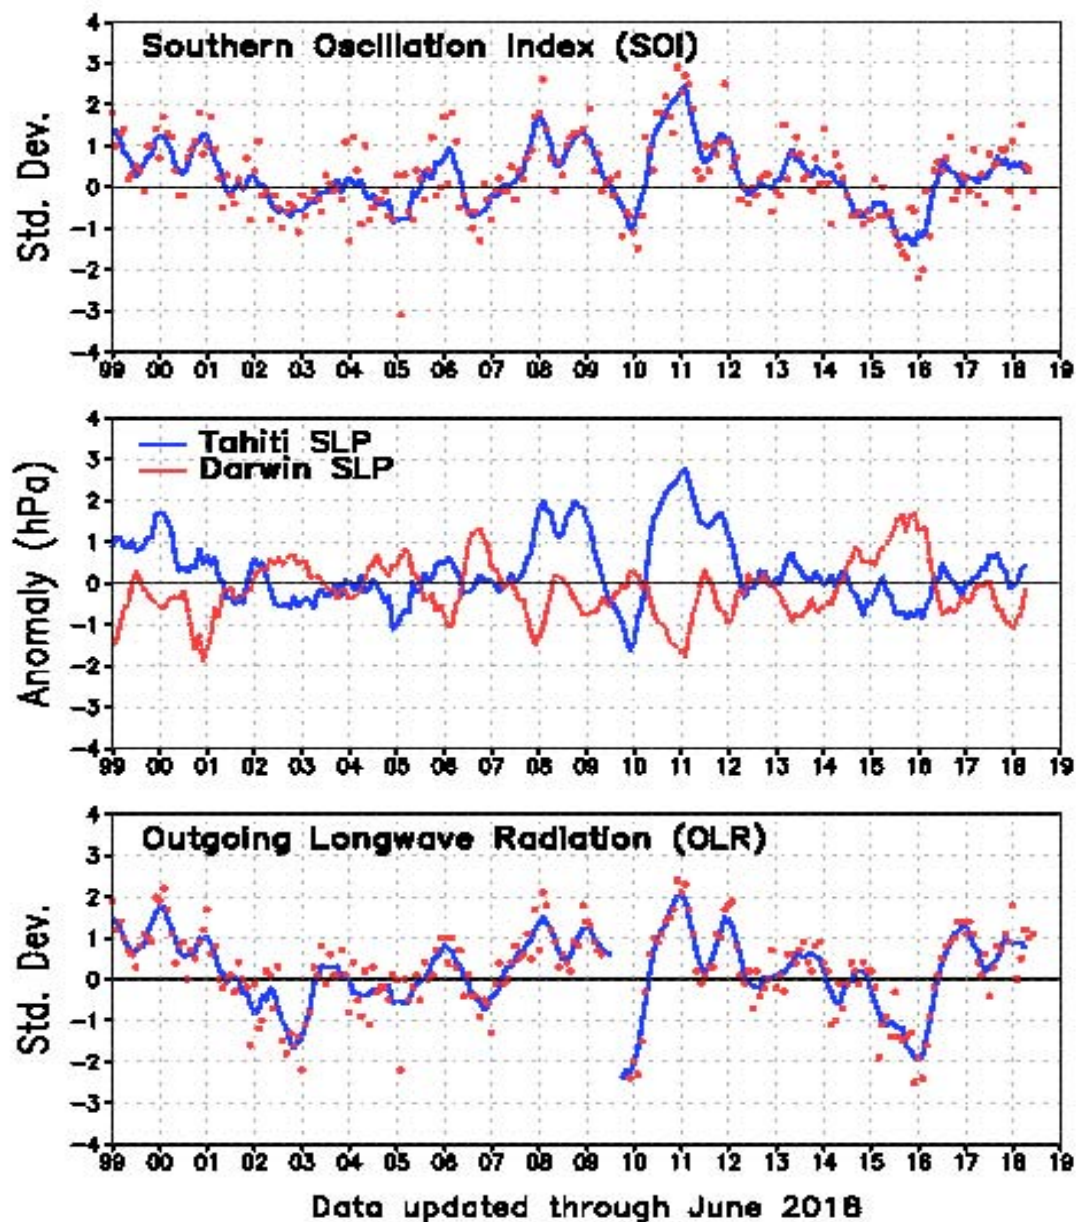 Southern Oscillation Index (SOI)
Std. Dev.
4
3
2
1
0
-1
-2
-3
-4
99 00 01 02 03 04 05 06 07 08 09 10 11 12 13 14 15 16 17 18 19
Tahiti SLP
Darwin SLP
Anomaly (hPa)
4
3
2
1
0
-1
-2
-3
-4
99 00 01 02 03 04 05 06 07 08 09 10 11 12 13 14 15 16 17 18 19
Outgoing Longwave Radiation (OLR)
Std. Dev.
4
3
2
1
0
-1
-2
-3
-4
99 00 01 02 03 04 05 06 07 08 09 10 11 12 13 14 15 16 17 18 19
Data updated through June 2018